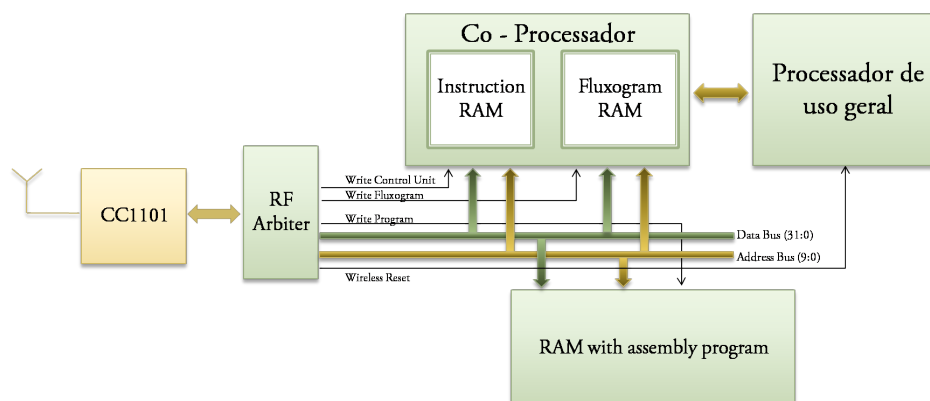 Co - Processador
Instruction
RAM
Fluxogram
RAM
Processador de
uso geral
CC1101
RF
Arbiter
Write Control Unit
Write Fluxogram
Write Program
Data Bus (31:0)
Address Bus (9:0)
Wireless Reset
RAM with assembly program